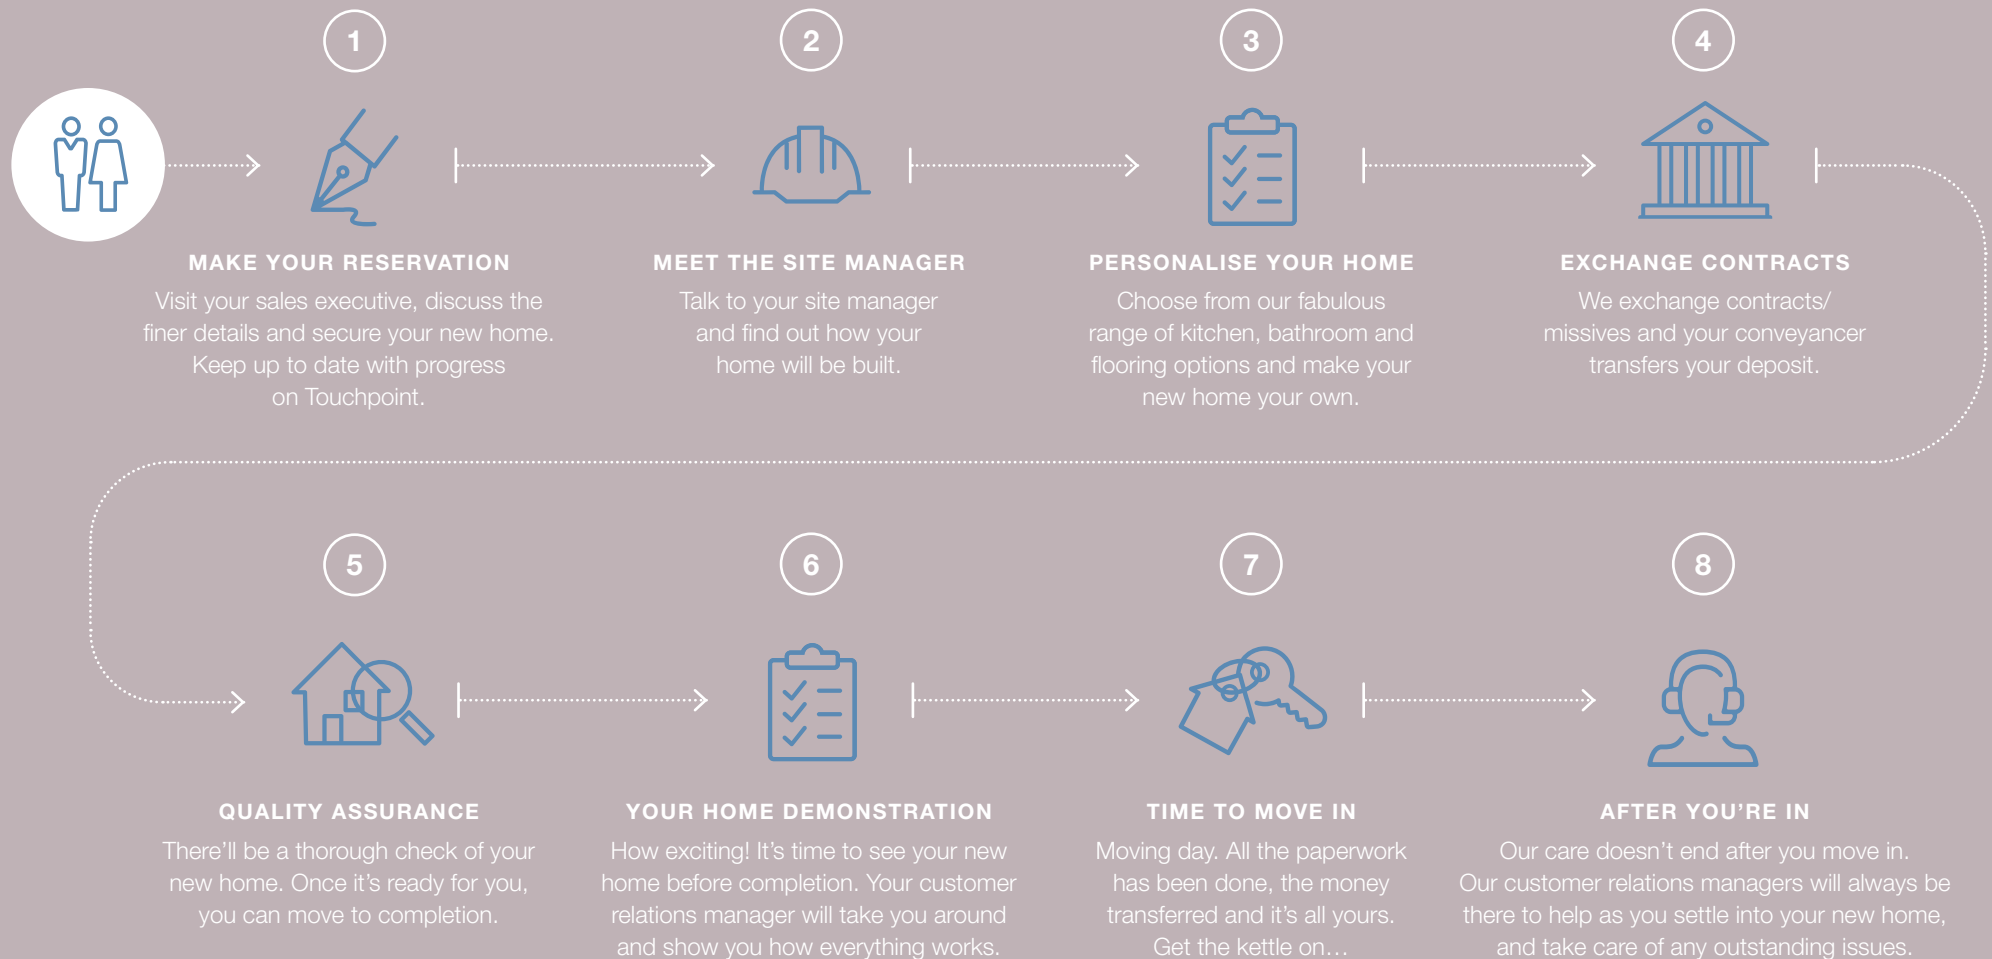 1
MAKE YOUR RESERVATION
Visit your sales executive, discuss the
finer details and secure your new home.
Keep up to date with progress
on Touchpoint.
2
MEET THE SITE MANAGER
Talk to your site manager
and find out how your
home will be built.
3
PERSONALISE YOUR HOME
Choose from our fabulous
range of kitchen, bathroom and
flooring options and make your
new home your own.
4
EXCHANGE CONTRACTS
We exchange contracts/
missives and your conveyancer
transfers your deposit.
5
QUALITY ASSURANCE
There’ll be a thorough check of your
new home. Once it’s ready for you,
you can move to completion.
6
YOUR HOME DEMONSTRATION
How exciting! It’s time to see your new
home before completion. Your customer
relations manager will take you around
and show you how everything works.
7
TIME TO MOVE IN
Moving day. All the paperwork
has been done, the money
transferred and it’s all yours.
Get the kettle on…
8
AFTER YOU’RE IN
Our care doesn’t end after you move in.
Our customer relations managers will always be
there to help as you settle into your new home,
and take care of any outstanding issues.